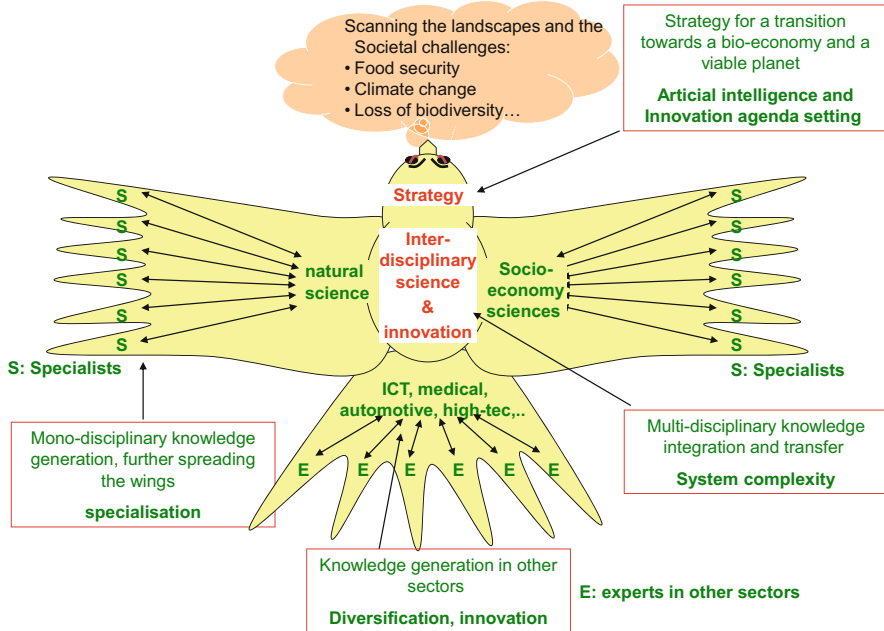 Scanning the landscapes and the
Societal challenges:
• Food security
• Climate change
• Loss of biodiversity…
Strategy for a transition
towards a bio-economy and a
viable planet
Articial intelligence and
Innovation agenda setting
Strategy
Inter-
disciplinary
science
&
innovation
natural
science
Socio-
economy
sciences
S
S
S
S
S
S
S
S
S
S
S
S
S: Specialists
S: Specialists
ICT, medical,
automotive, high-tec,..
E
E
E
E
E
E
Mono-disciplinary knowledge
generation, further spreading
the wings
specialisation
Multi-disciplinary knowledge
integration and transfer
System complexity
Knowledge generation in other
sectors
Diversification, innovation
E: experts in other sectors